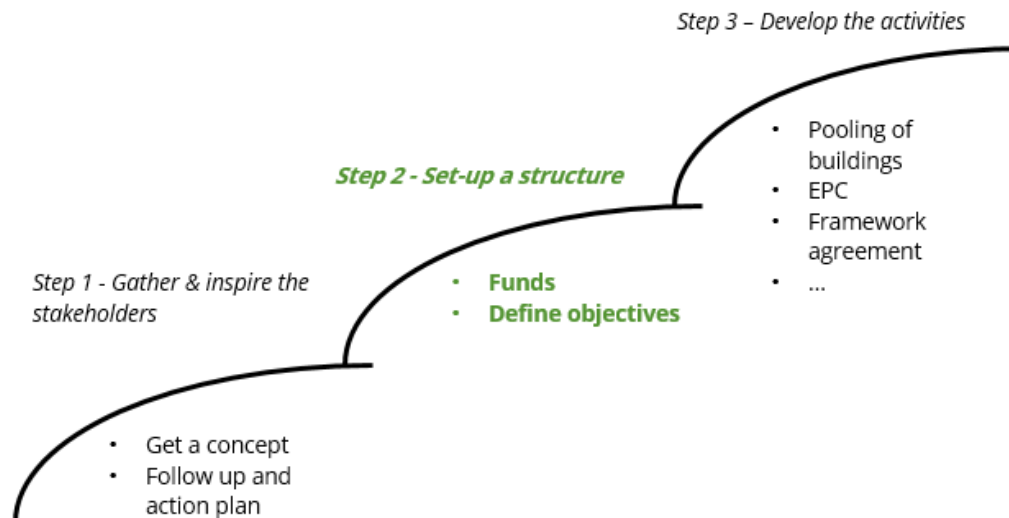 Step 3 – Develop the activities
• Pooling of
buildings
• EPC
• Framework
agreement
• ...
Step 2 - Set-up a structure
• Funds
• Define objectives
Step 1 - Gather & inspire the
stakeholders
• Get a concept
• Follow up and
action plan